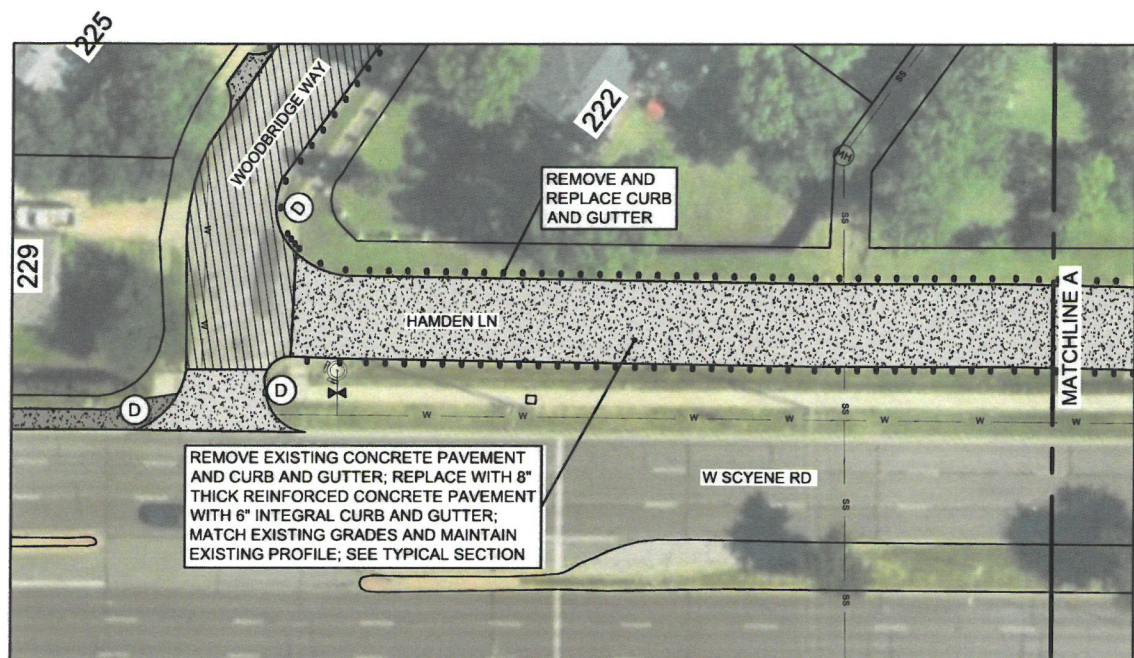 225
WOODBRIDGE WAY
222
SS
MH
REMOVE AND
REPLACE CURB
AND GUTTER
D
SS
W
229
W
HAMDEN LN
MATCHLINE A
D
D
W
W
W
W
W
W
SS
REMOVE EXISTING CONCRETE PAVEMENT
AND CURB AND GUTTER; REPLACE WITH 8"
THICK REINFORCED CONCRETE PAVEMENT
WITH 6" INTEGRAL CURB AND GUTTER;
MATCH EXISTING GRADES AND MAINTAIN
EXISTING PROFILE; SEE TYPICAL SECTION
W SCYENE RD
SS
SS